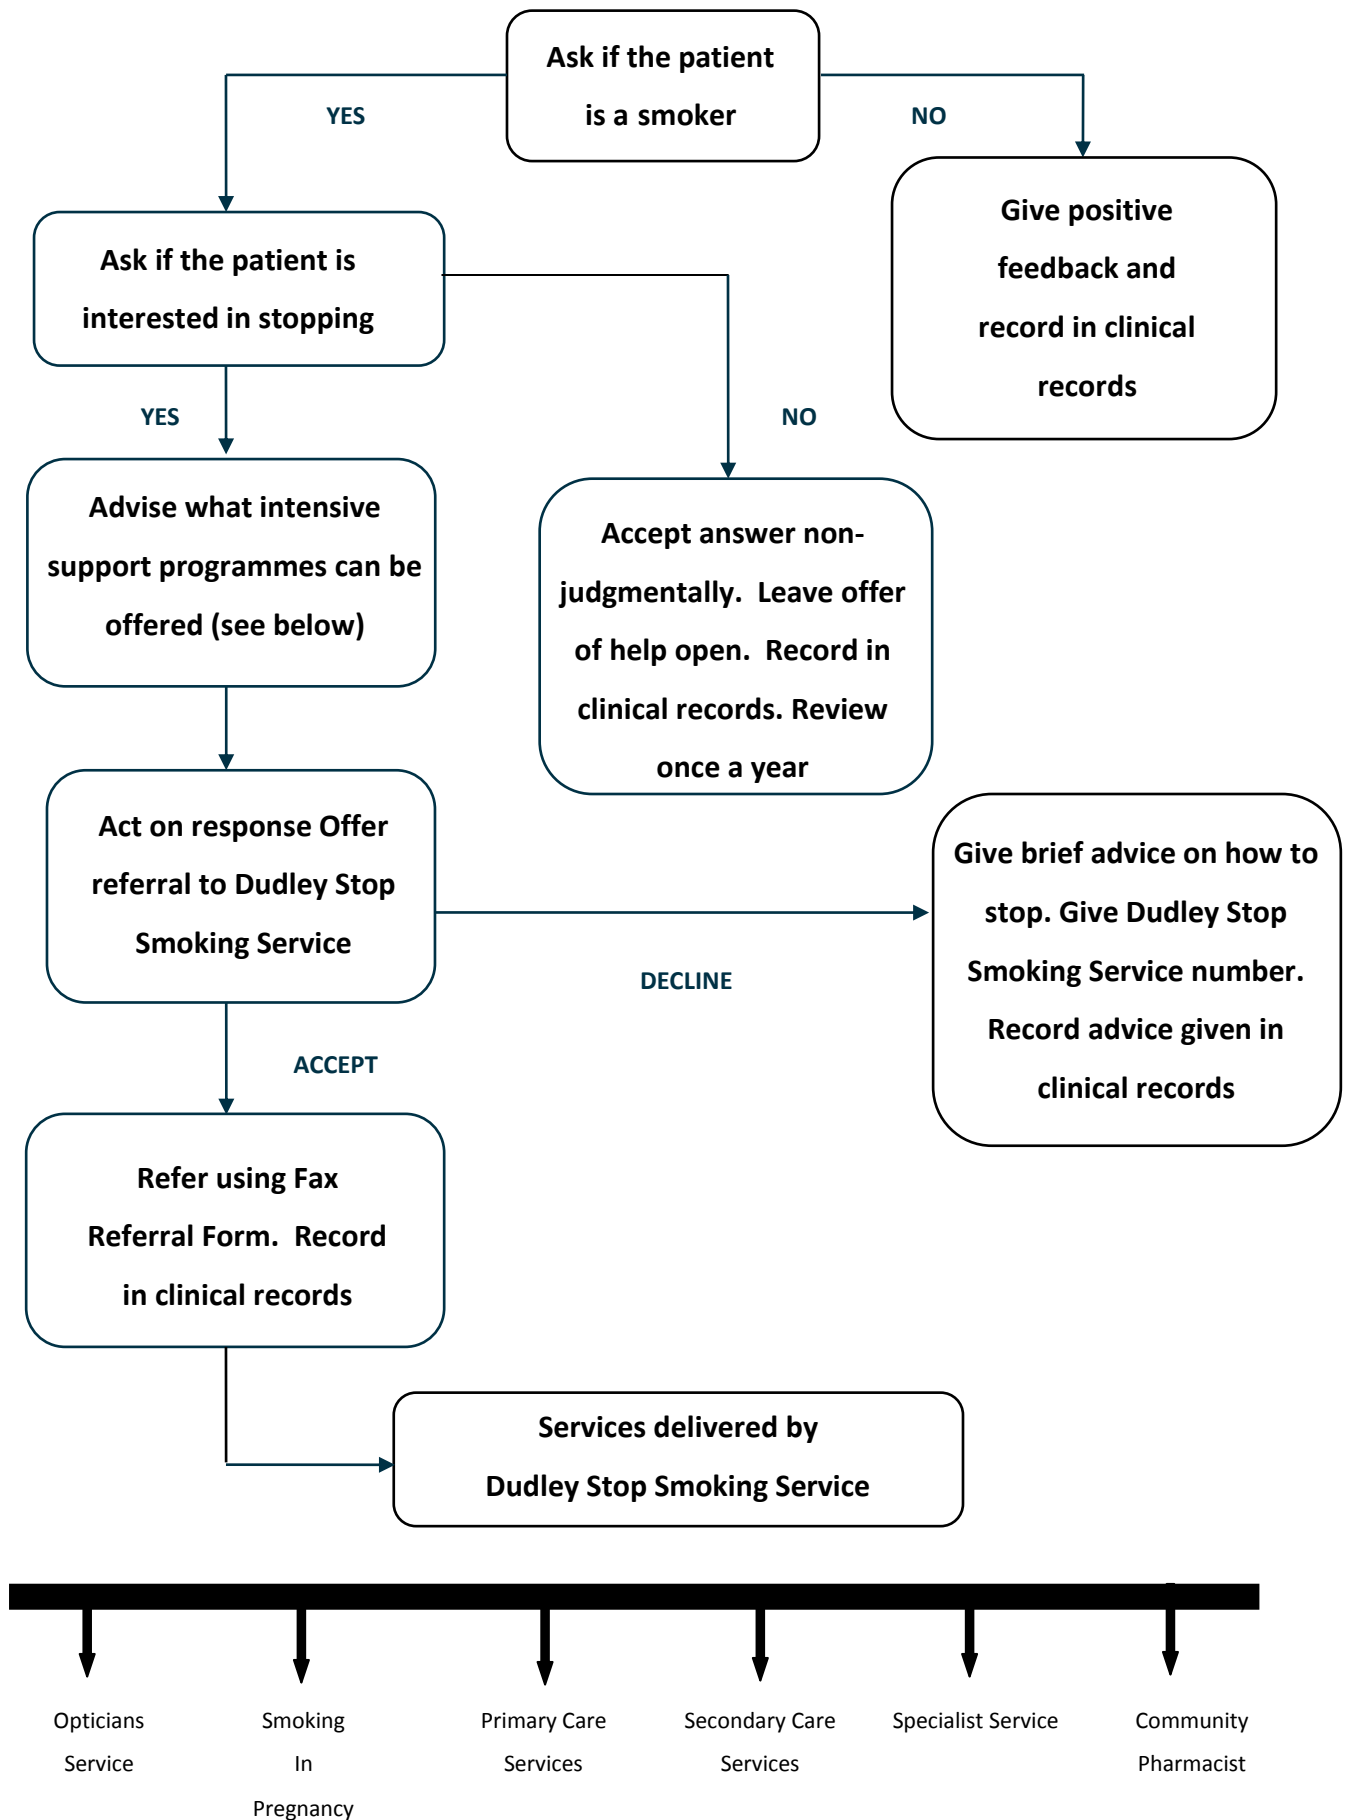 Ask if the patient
is a smoker
YES
NO
Give positive
feedback and
record in clinical
records
Ask if the patient is
interested in stopping
YES
NO
Advise what intensive
support programmes can be
offered (see below)
Accept answer non-
judgmentally.  Leave offer
of help open.  Record in
clinical records. Review
once a year
Act on response Offer
referral to Dudley Stop
Smoking Service
DECLINE
Give brief advice on how to
stop. Give Dudley Stop
Smoking Service number.
Record advice given in
clinical records
ACCEPT
Refer using Fax
Referral Form.  Record
in clinical records
Services delivered by
Dudley Stop Smoking Service
Opticians
Service
Smoking
In
Pregnancy
Primary Care
Services
Secondary Care
Services
Specialist Service
Community
Pharmacist